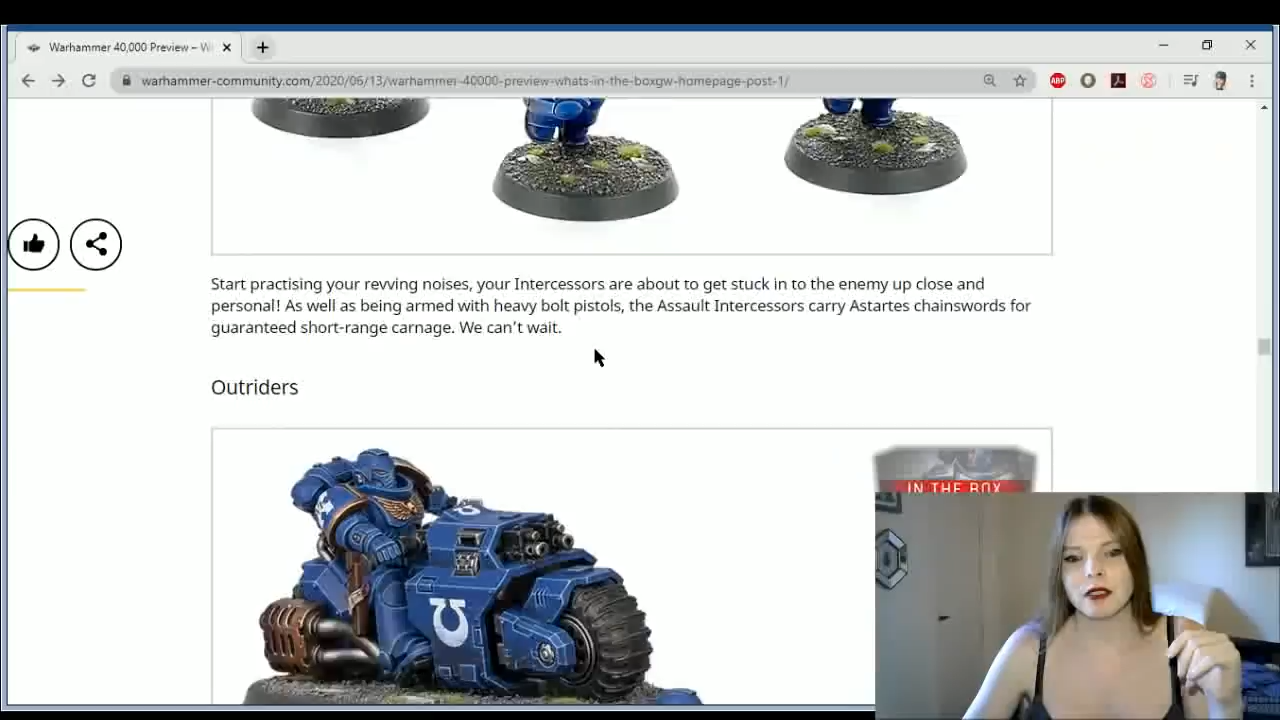 Warhammer 40,000 Preview – W
warhammer-community.com/2020/06/13/warhammer-40000-preview-whats-in-the-boxgw-homepage-post-1/
ABP
Start practising your revving noises, your Intercessors are about to get stuck in to the enemy up close and
personal! As well as being armed with heavy bolt pistols, the Assault Intercessors carry Astartes chainswords for
guaranteed short-range carnage. We can't wait.
Outriders
IN THE BOX